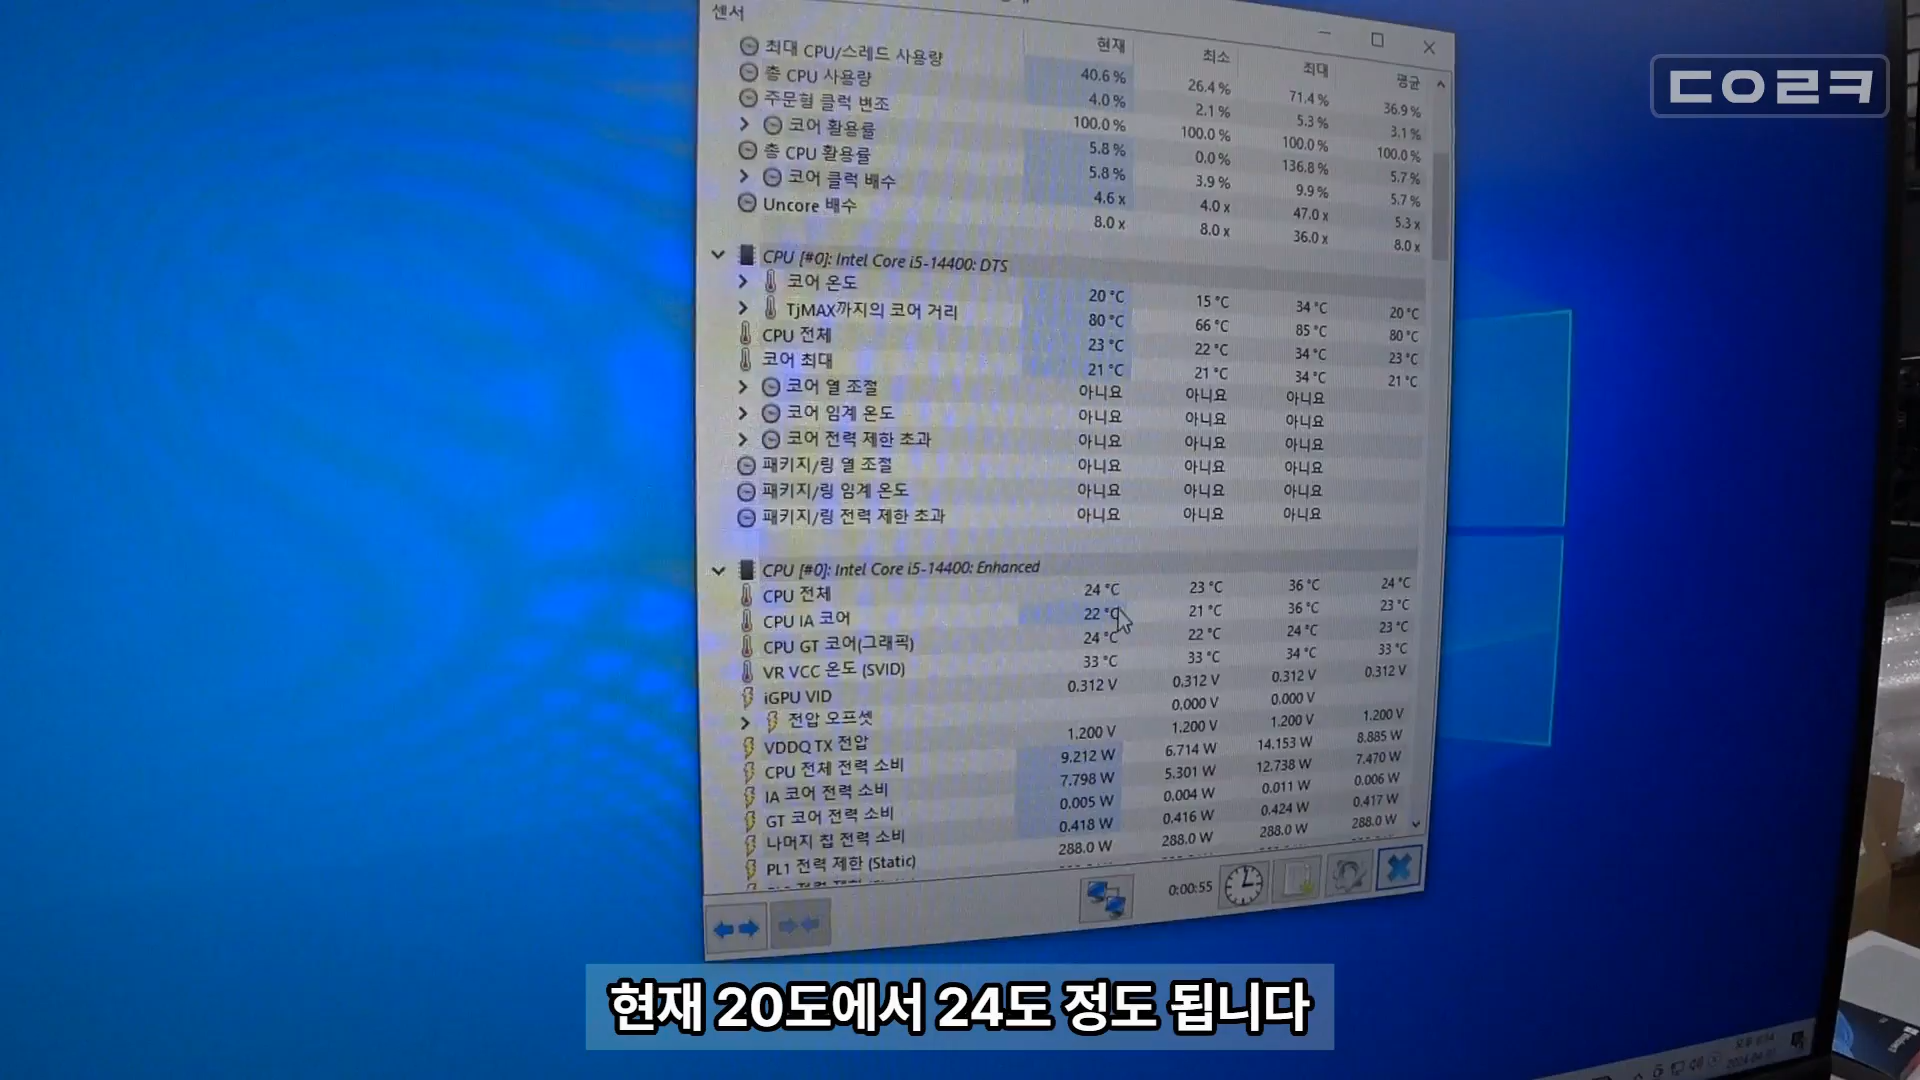 센서
현재 최소 최대 평균
최대 CPU/스레드 사용량 40.6 % 26.4 % 71.4 % 36.9 %
총 CPU 사용량 4.0 % 2.1 % 5.3 % 3.1 %
주문형 클럭 변조 100.0 % 100.0 % 100.0 % 100.0 %
코어 활용률 5.8 % 0.0 % 136.8 % 5.7 %
총 CPU 활용률 5.8 % 3.9 % 9.9 % 5.7 %
코어 클럭 배수 4.6 x 4.0 x 47.0 x 5.3 x
Uncore 배수 8.0 x 8.0 x 36.0 x 8.0 x
CPU [#0]: Intel Core i5-14400: DTS
코어 온도 20 °C 15 °C 34 °C 20 °C
TjMAX까지의 코어 거리 80 °C 66 °C 85 °C 80 °C
CPU 전체 23 °C 22 °C 34 °C 23 °C
코어 최대 21 °C 21 °C 34 °C 21 °C
코어 열 조절 아니요 아니요 아니요
코어 임계 온도 아니요 아니요 아니요
코어 전력 제한 초과 아니요 아니요 아니요
패키지/링 열 조절 아니요 아니요 아니요
패키지/링 임계 온도 아니요 아니요 아니요
패키지/링 전력 제한 초과 아니요 아니요 아니요
CPU [#0]: Intel Core i5-14400: Enhanced
CPU 전체 24 °C 23 °C 36 °C 24 °C
CPU IA 코어 22 °C 21 °C 36 °C 23 °C
CPU GT 코어(그래픽) 24 °C 22 °C 24 °C 23 °C
VR VCC 온도 (SVID) 33 °C 33 °C 34 °C 33 °C
iGPU VID 0.312 V 0.312 V 0.312 V 0.312 V
전압 오프셋 0.000 V 0.000 V
VDDQ TX 전압 1.200 V 1.200 V 1.200 V 1.200 V
CPU 전체 전력 소비 9.212 W 6.714 W 14.153 W 8.885 W
IA 코어 전력 소비 7.798 W 5.301 W 12.738 W 7.470 W
GT 코어 전력 소비 0.005 W 0.004 W 0.011 W 0.006 W
나머지 칩 전력 소비 0.418 W 0.416 W 0.424 W 0.417 W
PL1 전력 제한 (Static) 288.0 W 288.0 W 288.0 W 288.0 W
0:00:55
현재 20도에서 24도 정도 됩니다